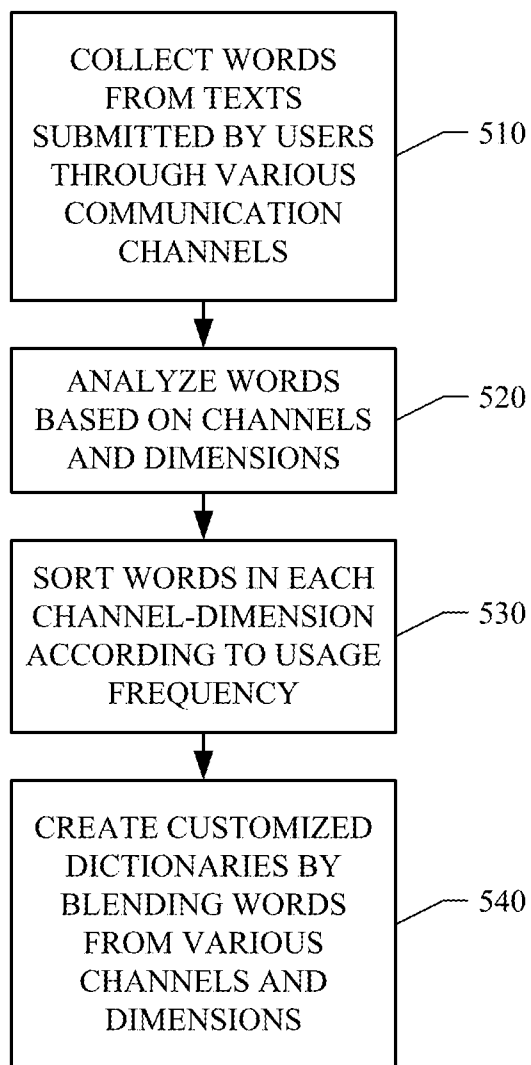 COLLECT WORDS
FROM TEXTS
SUBMITTED BY USERS
THROUGH VARIOUS
COMMUNICATION
CHANNELS
510
ANALYZE WORDS
BASED ON CHANNELS
AND DIMENSIONS
520
SORT WORDS IN EACH
CHANNEL-DIMENSION
ACCORDING TO USAGE
FREQUENCY
530
CREATE CUSTOMIZED
DICTIONARIES BY
BLENDING WORDS
FROM VARIOUS
CHANNELS AND
DIMENSIONS
540